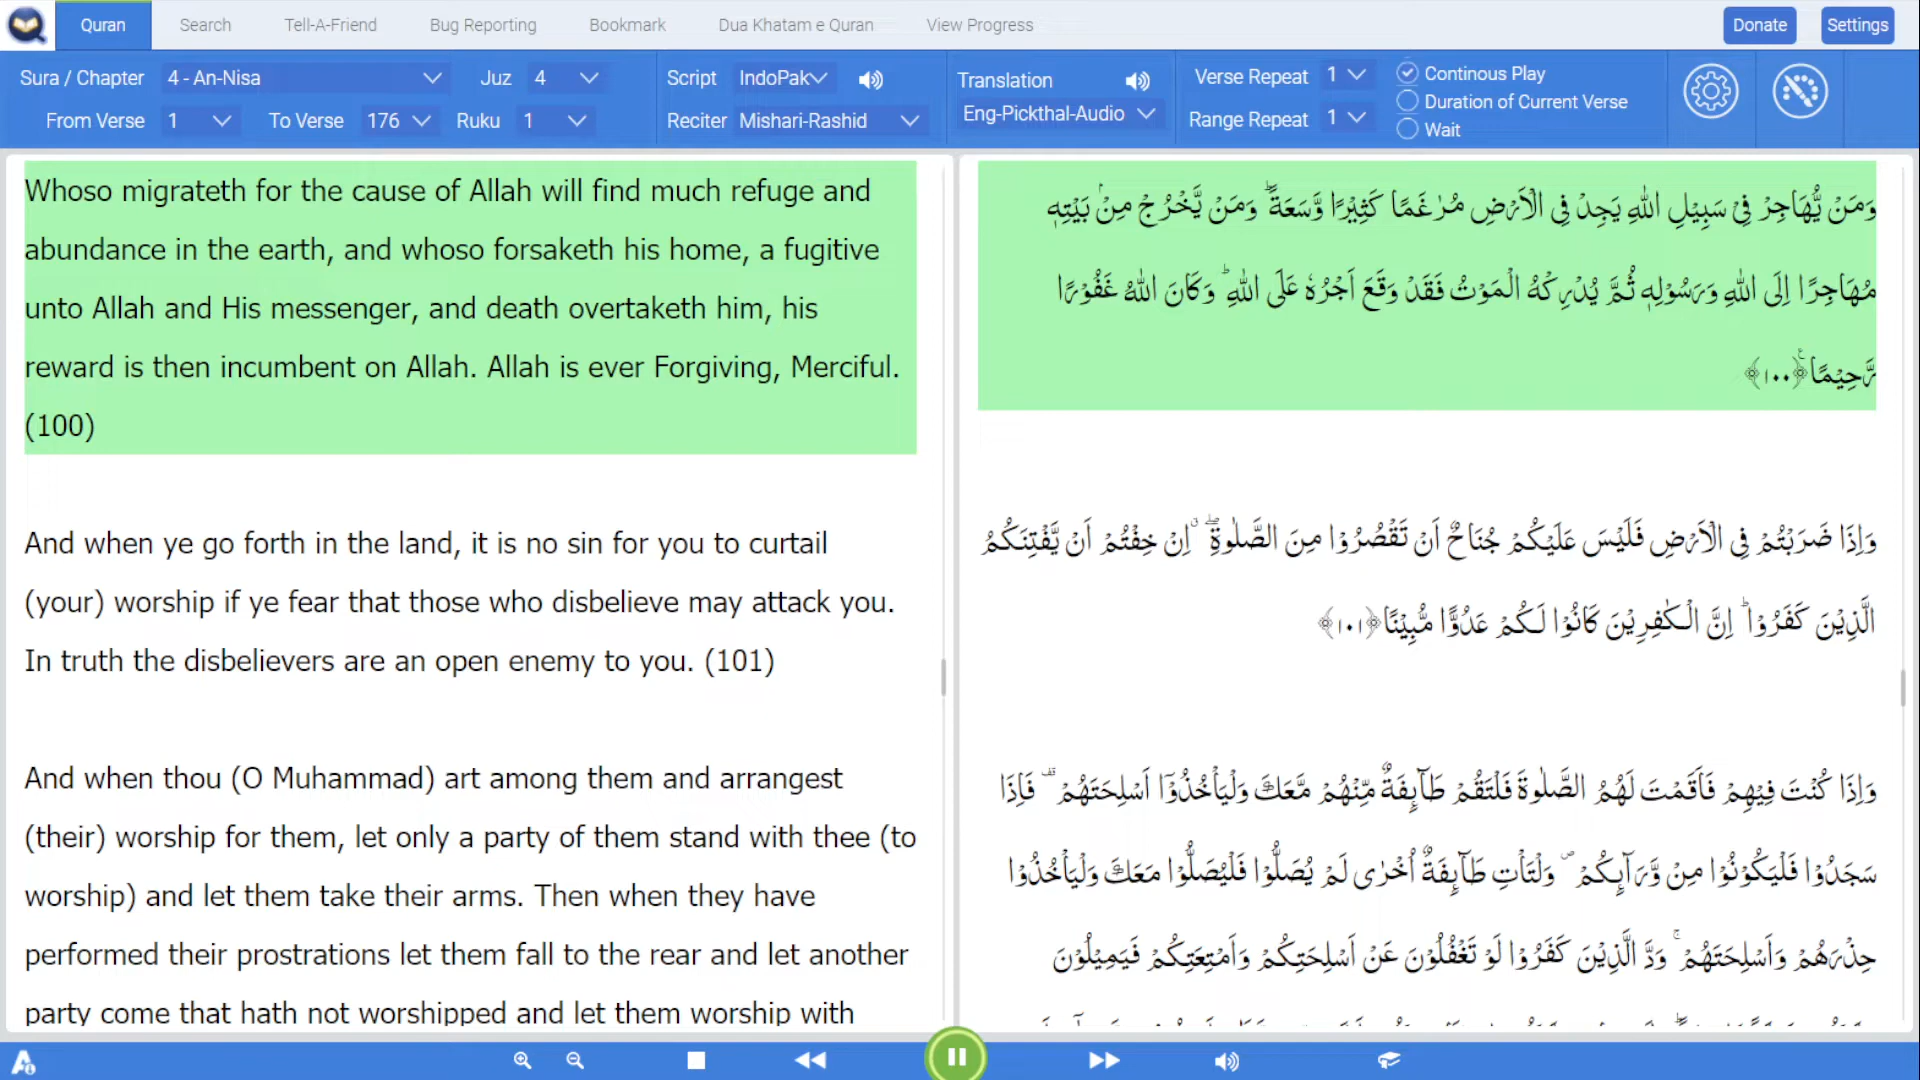 Quran
Search
Tell-A-Friend
Bug Reporting
Bookmark
Dua Khatam e Quran
View Progress
Donate
Settings
Sura / Chapter 4 - An-Nisa Juz 4
From Verse 1 To Verse 176 Ruku 1
Script IndoPak
Reciter Mishari-Rashid
Translation
Eng-Pickthal-Audio
Verse Repeat 1
Range Repeat 1
Continous Play
Duration of Current Verse
Wait
Whoso migrateth for the cause of Allah will find much refuge and
abundance in the earth, and whoso forsaketh his home, a fugitive
unto Allah and His messenger, and death overtaketh him, his
reward is then incumbent on Allah. Allah is ever Forgiving, Merciful.
(100)
And when ye go forth in the land, it is no sin for you to curtail
(your) worship if ye fear that those who disbelieve may attack you.
In truth the disbelievers are an open enemy to you. (101)
And when thou (O Muhammad) art among them and arrangest
(their) worship for them, let only a party of them stand with thee (to
worship) and let them take their arms. Then when they have
performed their prostrations let them fall to the rear and let another
party come that hath not worshipped and let them worship with
وَمَنْ يُّهَاجِرْ فِىْ سَبِيْلِ اللهِ يَجِدْ فِى الْاَرْضِ مُرٰغَمًا كَثِيْرًا وَّسَعَةً ؕ وَمَنْ يَّخْرُجْ مِنْۢ بَيْتِهٖ
مُهَاجِرًا اِلَى اللهِ وَرَسُوْلِهٖ ثُمَّ يُدْرِكْهُ الْمَوْتُ فَقَدْ وَقَعَ اَجْرُهٗ عَلَى اللهِ ؕ وَكَانَ اللهُ غَفُوْرًا
رَّحِيْمًا ﴿۱۰۰﴾
وَاِذَا ضَرَبْتُمْ فِى الْاَرْضِ فَلَيْسَ عَلَيْكُمْ جُنَاحٌ اَنْ تَقْصُرُوْا مِنَ الصَّلٰوةِ ۖ اِنْ خِفْتُمْ اَنْ يَّفْتِنَكُمُ
الَّذِيْنَ كَفَرُوْا ؕ اِنَّ الْكٰفِرِيْنَ كَانُوْا لَكُمْ عَدُوًّا مُّبِيْنًا ﴿۱۰۱﴾
وَاِذَا كُنْتَ فِيْهِمْ فَاَقَمْتَ لَهُمُ الصَّلٰوةَ فَلْتَقُمْ طَآٮِٕفَةٌ مِّنْهُمْ مَّعَكَ وَلْيَاْخُذُوْۤا اَسْلِحَتَهُمْ ۗ فَاِذَا
سَجَدُوْا فَلْيَكُوْنُوْا مِنْ وَّرَآٮِٕكُمْ ۖ وَلْتَاْتِ طَآٮِٕفَةٌ اُخْرٰى لَمْ يُصَلُّوْا فَلْيُصَلُّوْا مَعَكَ وَلْيَاْخُذُوْا
حِذْرَهُمْ وَاَسْلِحَتَهُمْ ۚ وَدَّ الَّذِيْنَ كَفَرُوْا لَوْ تَغْفُلُوْنَ عَنْ اَسْلِحَتِكُمْ وَاَمْتِعَتِكُمْ فَيَمِيْلُوْنَ